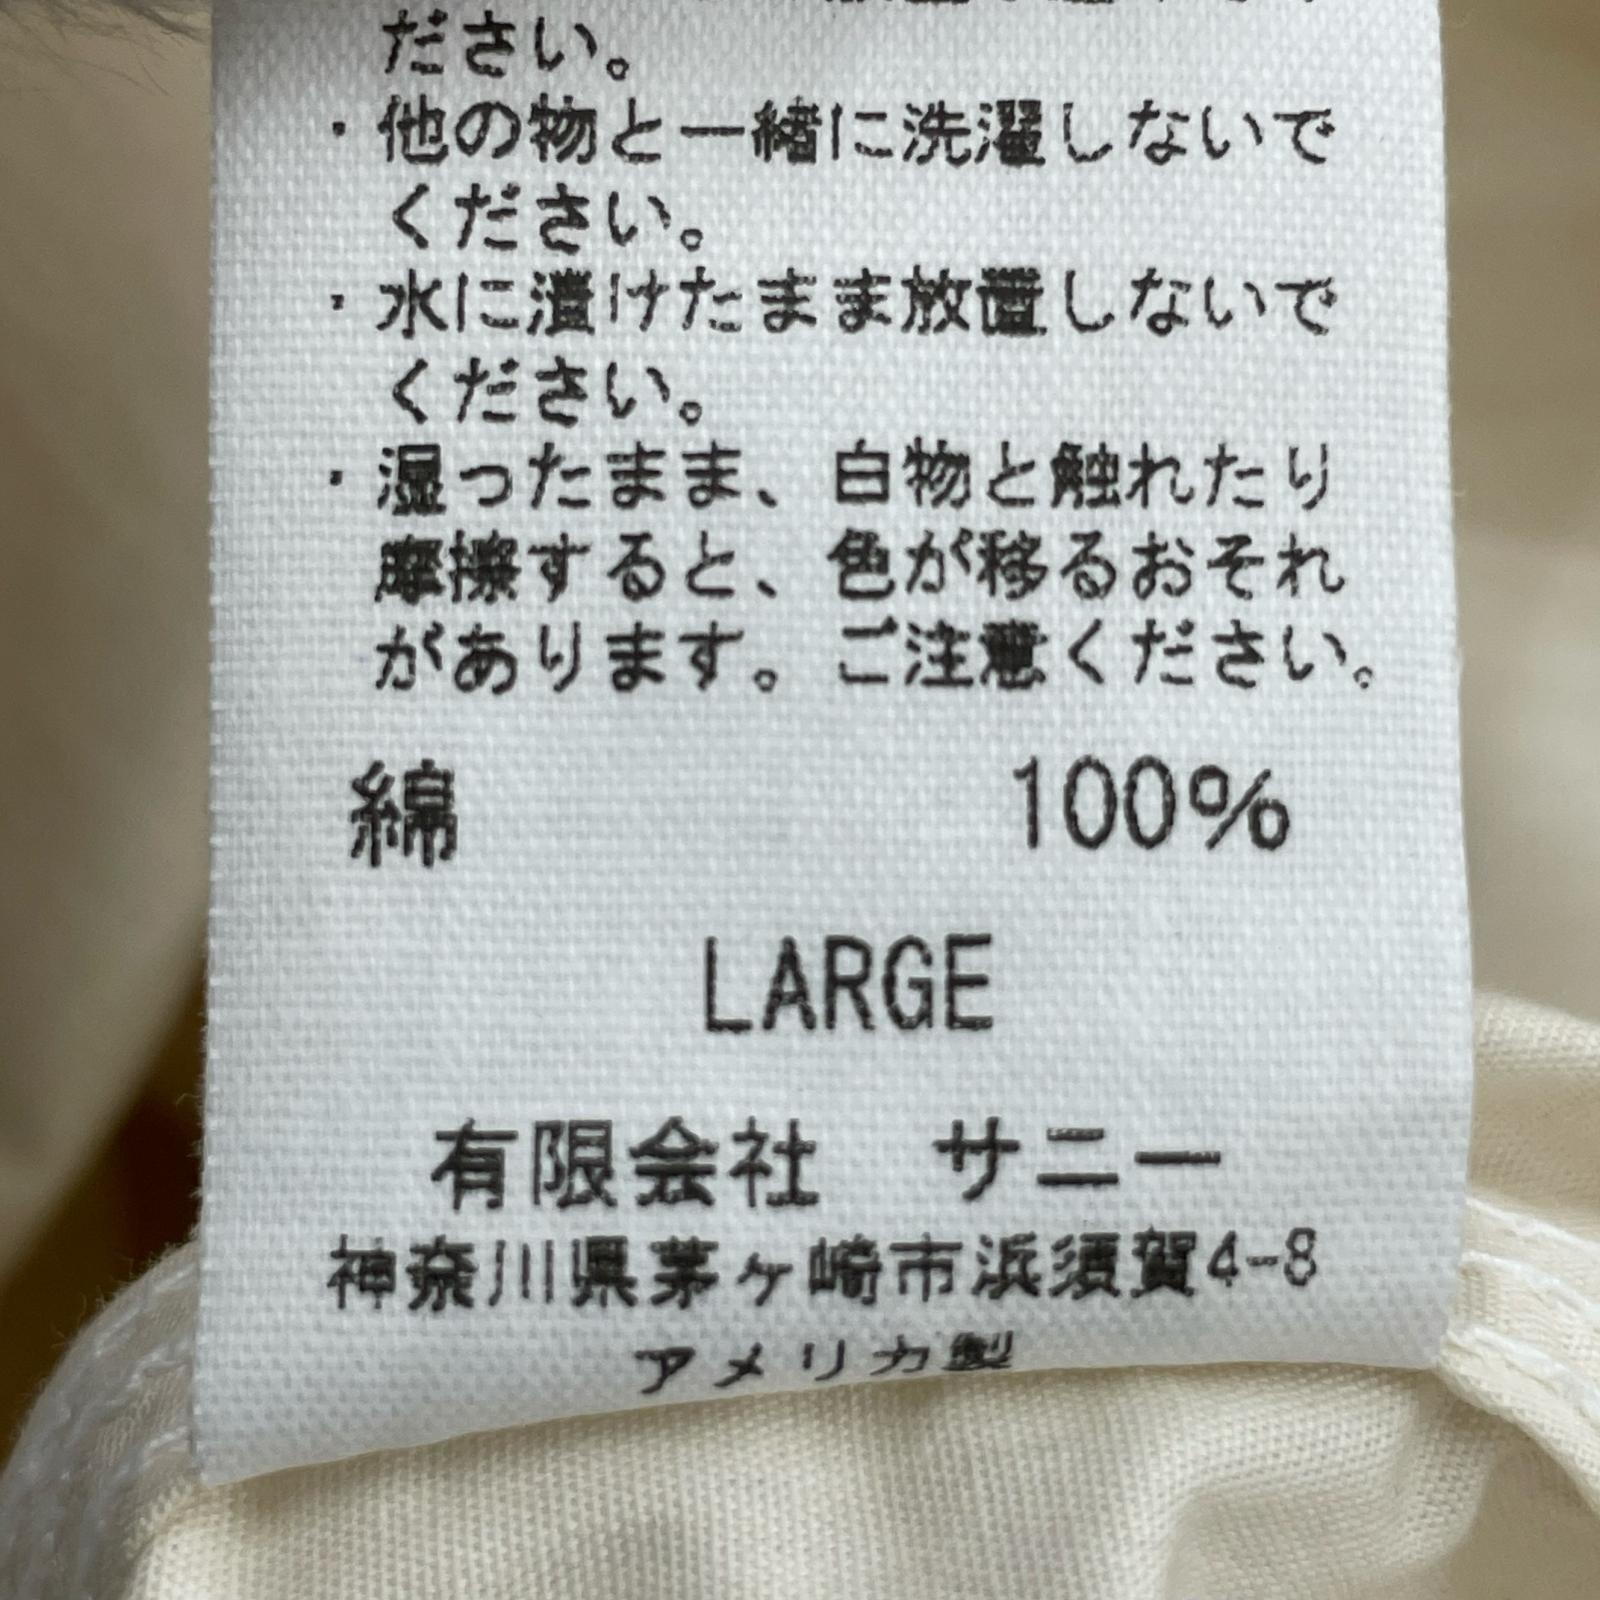 ださい。
・他の物と一緒に洗濯しないで
ください。
・水に漬けたまま放置しないで
ください。
・湿ったまま、白物と触れたり
摩擦すると、色が移るおそれ
があります。ご注意ください。
綿 100%
LARGE
有限会社 サニー
神奈川県茅ヶ崎市浜須賀4-8
アメリカ製